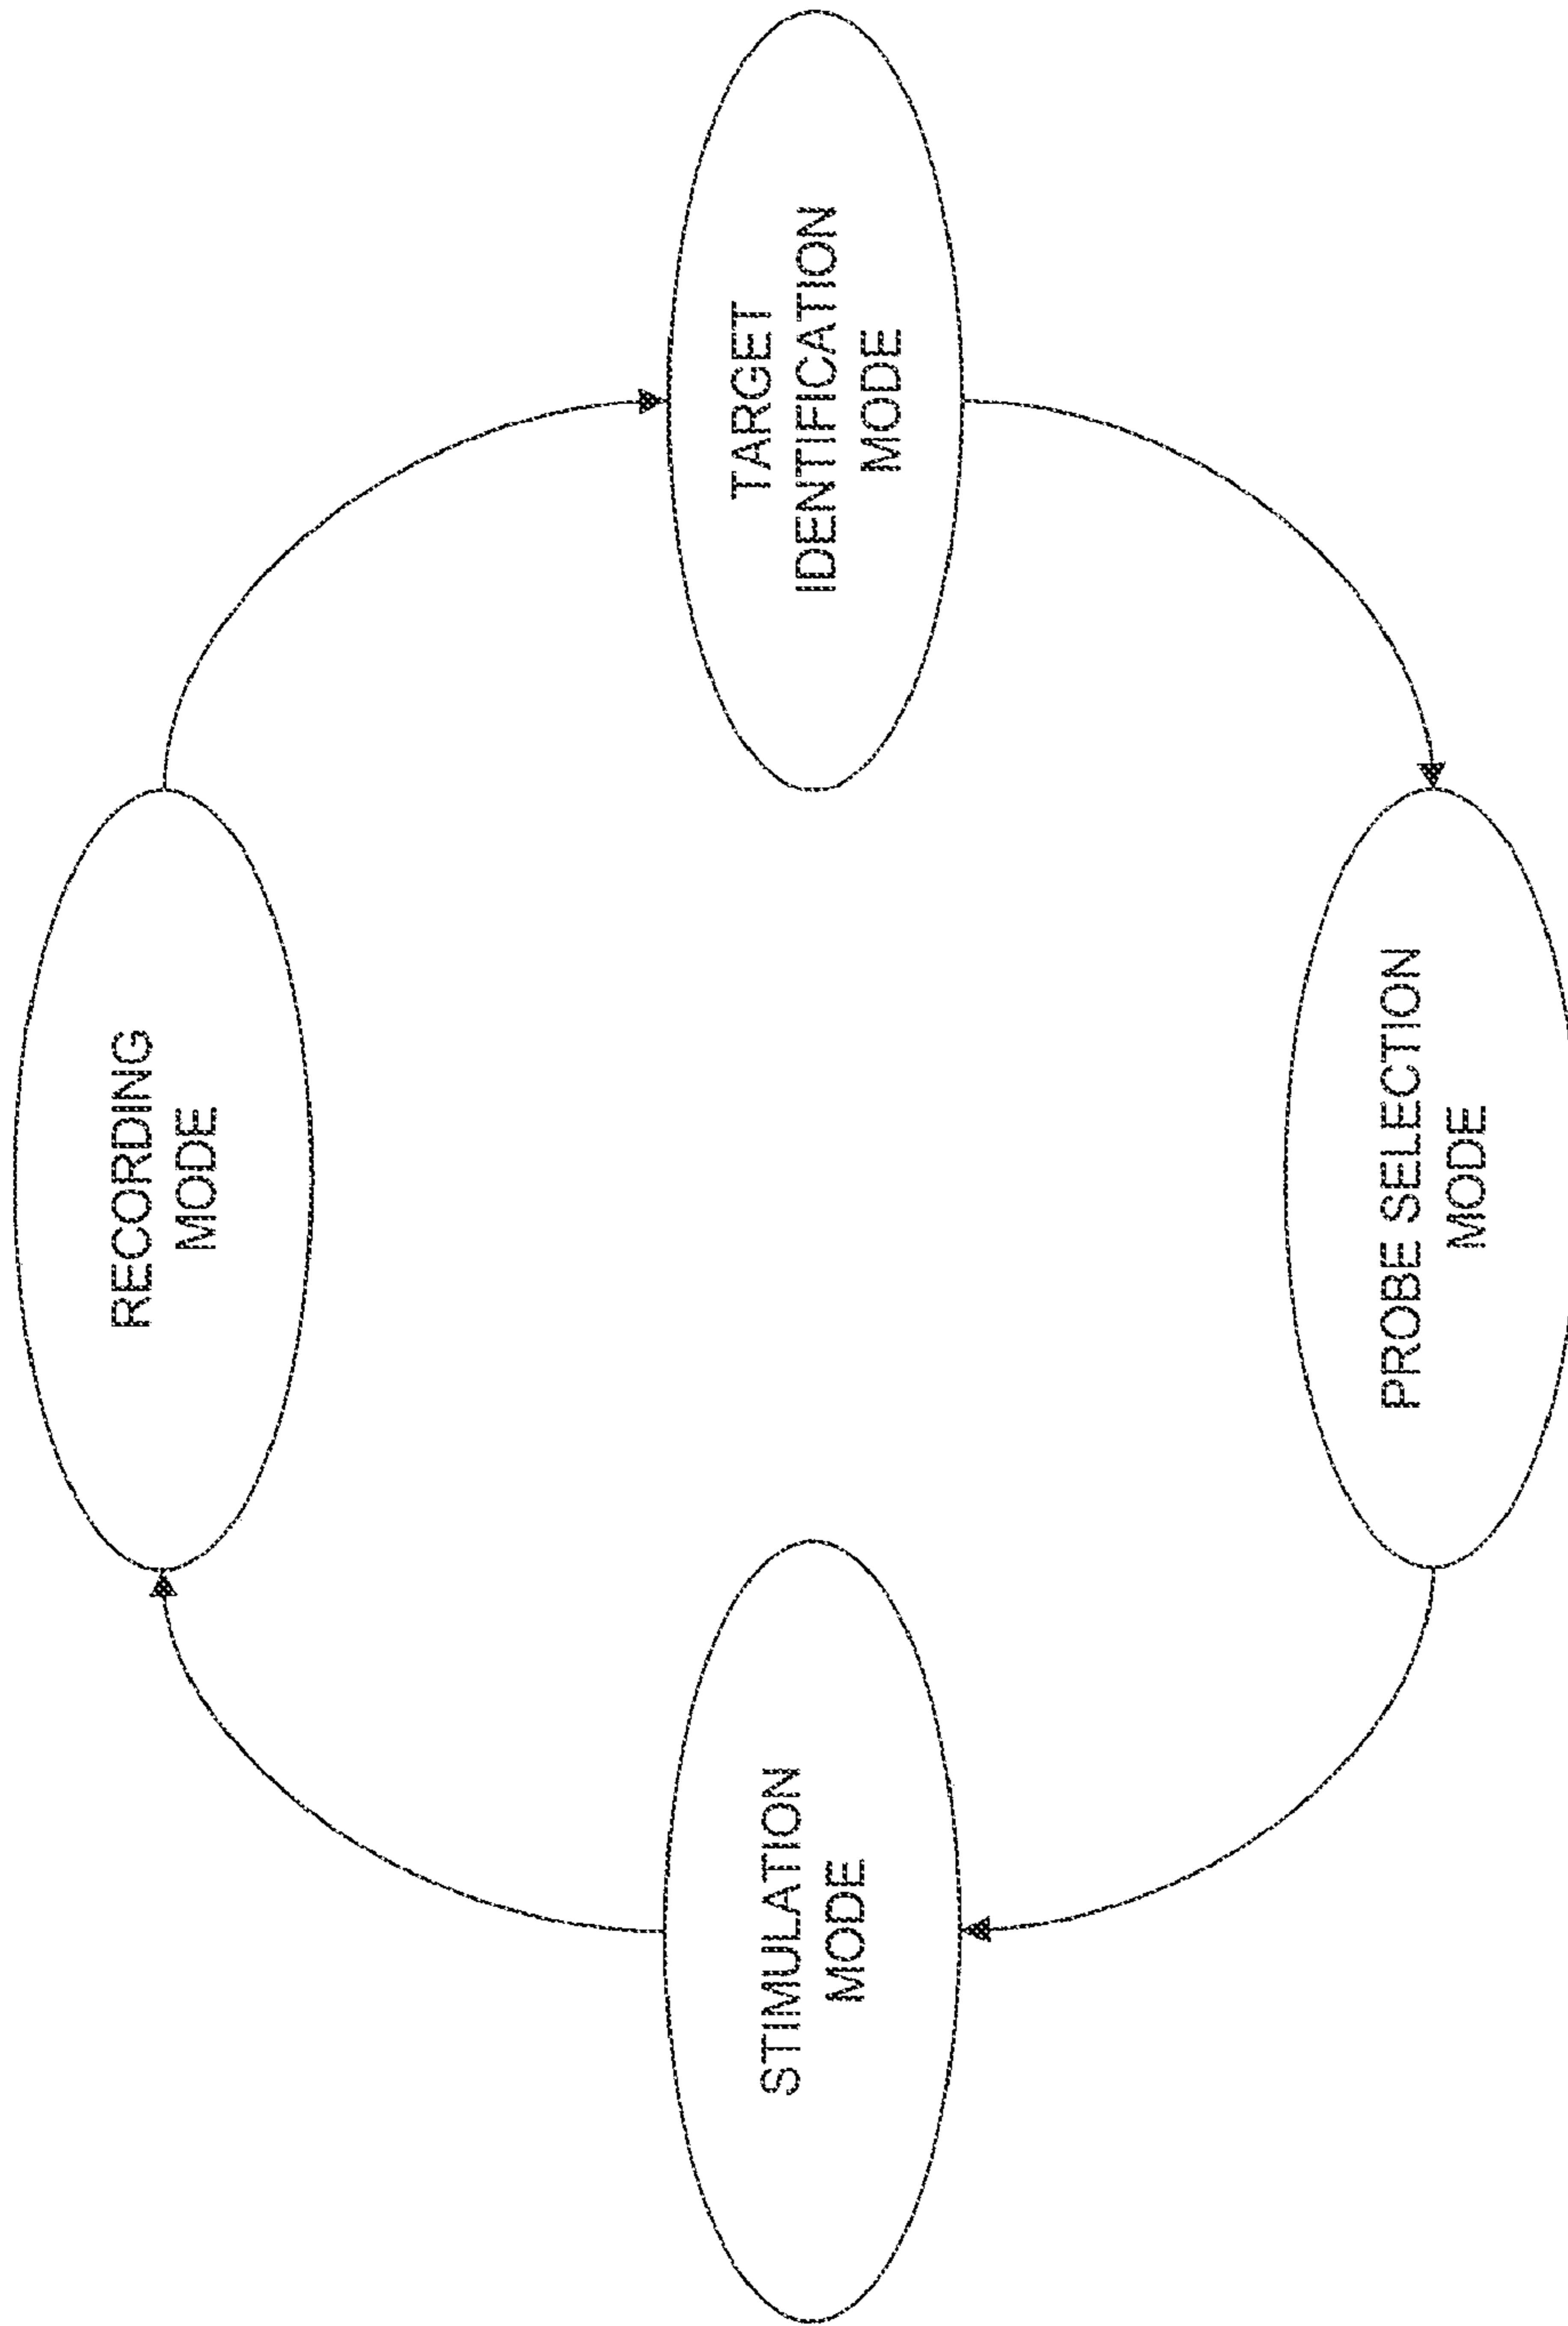 RECORDING
MODE
TARGET
IDENTIFICATION
MODE
PROBE SELECTION
MODE
STIMULATION
MODE